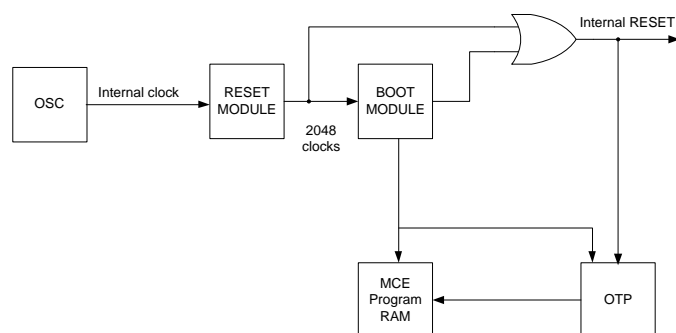 Internal RESET
OSC
Internal clock
RESET
MODULE
2048
clocks
BOOT
MODULE
MCE
Program
RAM
OTP